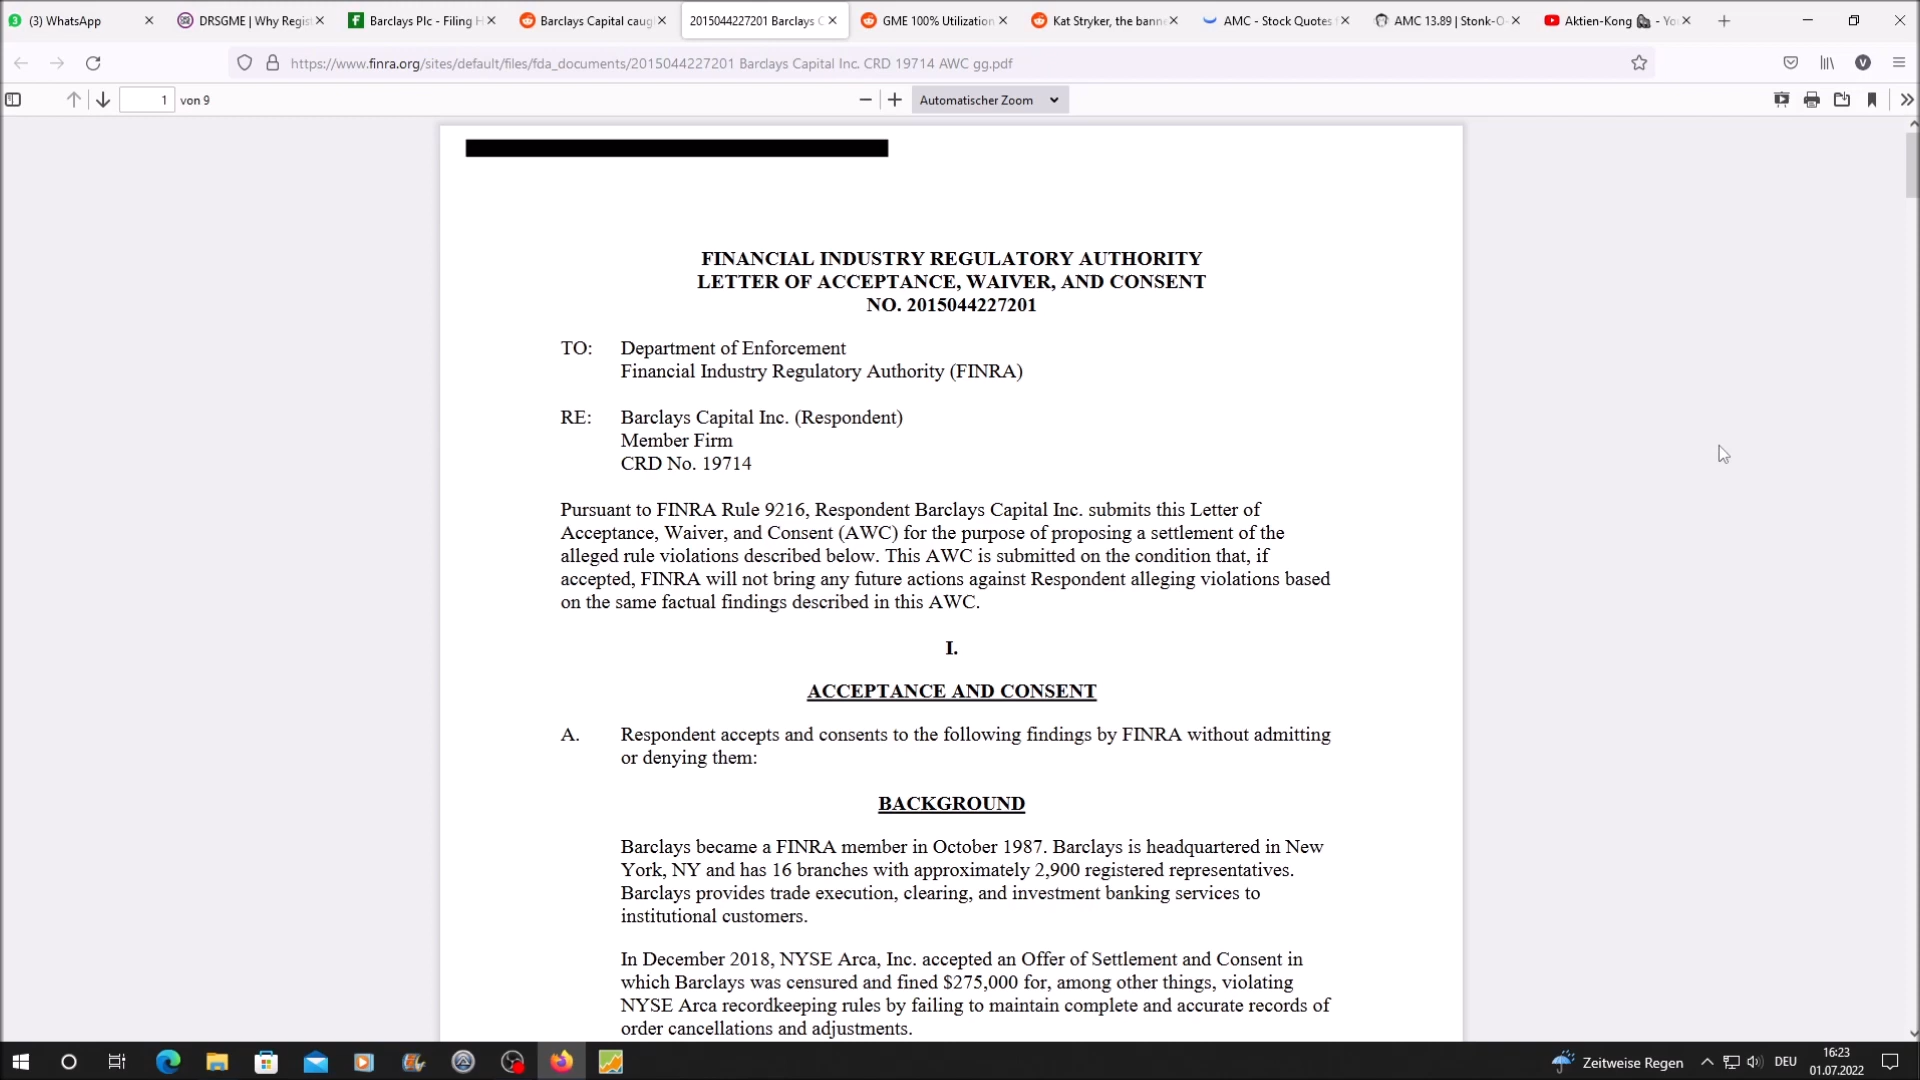 (3) WhatsApp
DRSGME | Why Regist
Barclays Plc - Filing H
Barclays Capital caugh
2015044227201 Barclays C
GME 100% Utilization
Kat Stryker, the bann
AMC - Stock Quotes
AMC 13.89 | Stonk-O
Aktien-Kong
https://www.finra.org/sites/default/files/fda_documents/2015044227201 Barclays Capital Inc. CRD 19714 AWC gg.pdf
V
1 von 9
Automatischer Zoom
FINANCIAL INDUSTRY REGULATORY AUTHORITY
LETTER OF ACCEPTANCE, WAIVER, AND CONSENT
NO. 2015044227201
TO: Department of Enforcement
Financial Industry Regulatory Authority (FINRA)
RE: Barclays Capital Inc. (Respondent)
Member Firm
CRD No. 19714
Pursuant to FINRA Rule 9216, Respondent Barclays Capital Inc. submits this Letter of
Acceptance, Waiver, and Consent (AWC) for the purpose of proposing a settlement of the
alleged rule violations described below. This AWC is submitted on the condition that, if
accepted, FINRA will not bring any future actions against Respondent alleging violations based
on the same factual findings described in this AWC.
I.
ACCEPTANCE AND CONSENT
A. Respondent accepts and consents to the following findings by FINRA without admitting
or denying them:
BACKGROUND
Barclays became a FINRA member in October 1987. Barclays is headquartered in New
York, NY and has 16 branches with approximately 2,900 registered representatives.
Barclays provides trade execution, clearing, and investment banking services to
institutional customers.
In December 2018, NYSE Arca, Inc. accepted an Offer of Settlement and Consent in
which Barclays was censured and fined $275,000 for, among other things, violating
NYSE Arca recordkeeping rules by failing to maintain complete and accurate records of
order cancellations and adjustments.
Zeitweise Regen
DEU
16:23
01.07.2022